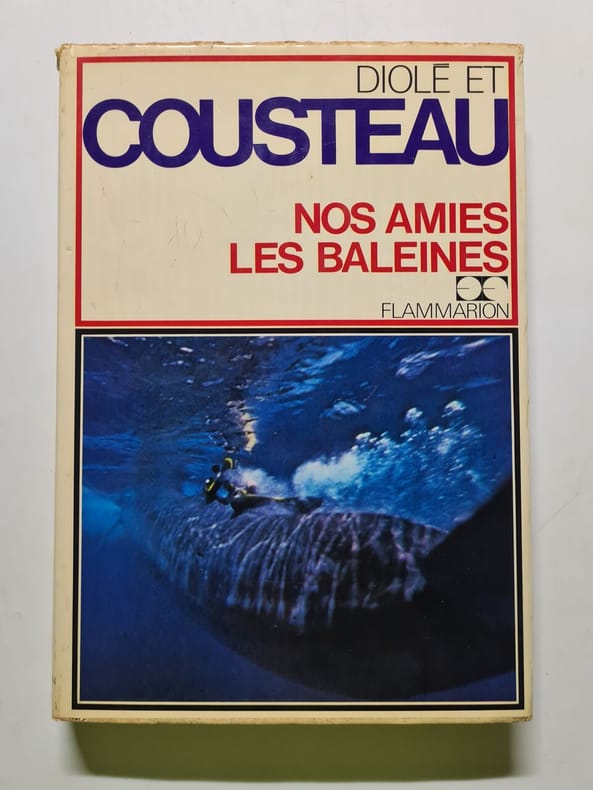 DIOLÉ ET
COUSTEAU
NOS AMIES
LES BALEINES
FLAMMARION